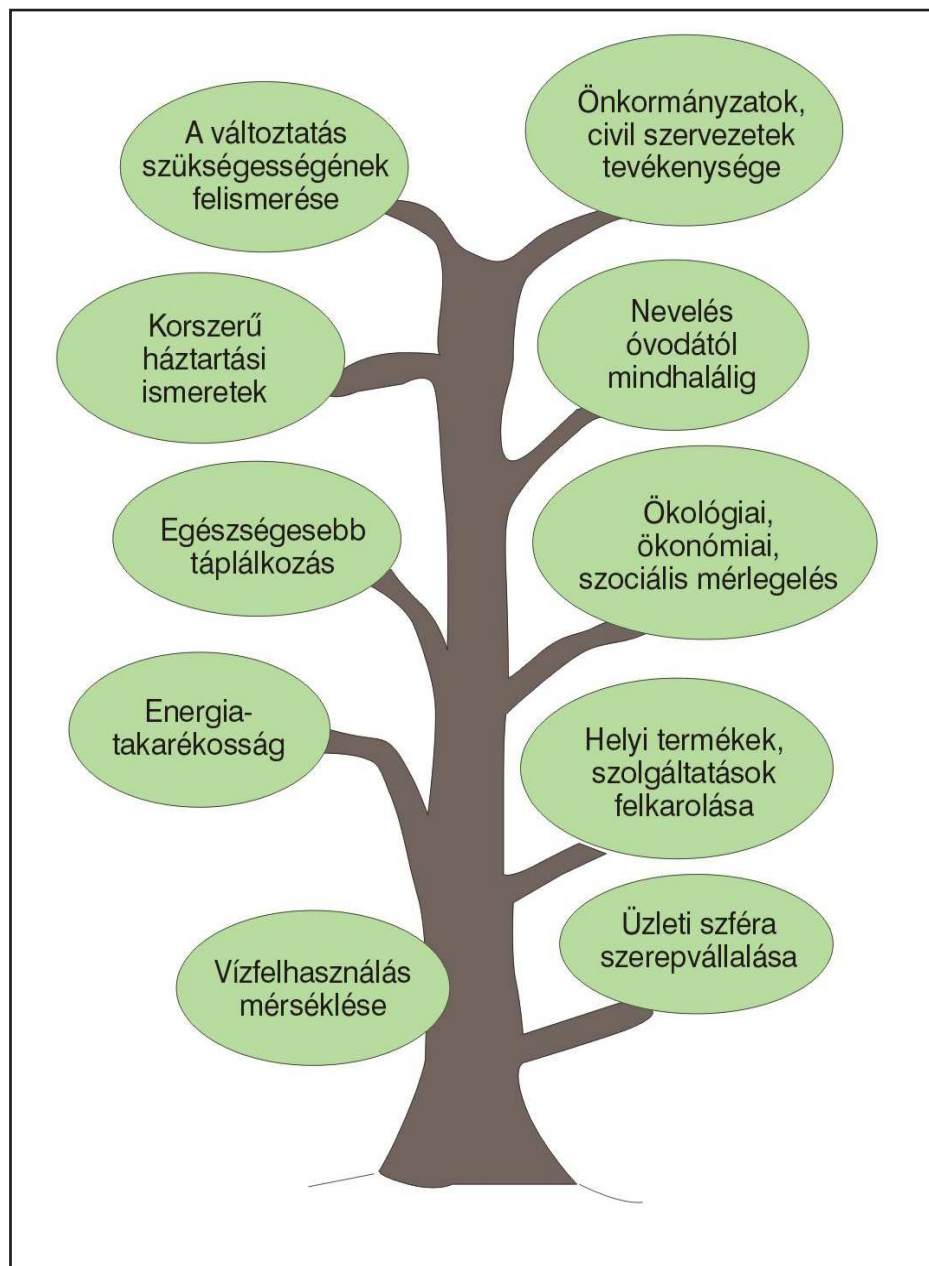 A változtatás
szükségességének
felismerése
Önkormányzatok,
civil szervezetek
tevékenysége
Korszerű
háztartási
ismeretek
Nevelés
óvodától
mindhalálig
Egészségesebb
táplálkozás
Ökológiai,
ökonómiai,
szociális mérlegelés
Energia-
takarékosság
Helyi termékek,
szolgáltatások
felkarolása
Vízfelhasználás
mérséklése
Üzleti szféra
szerepvállalása